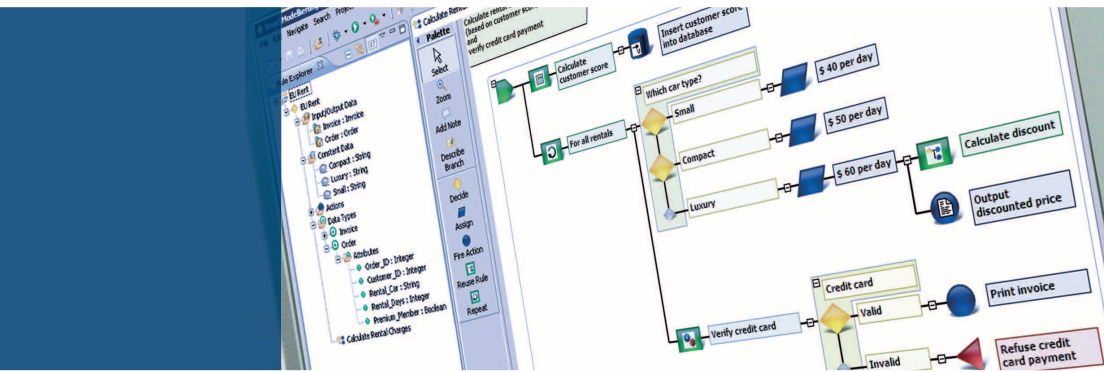 Navigate
Search
EU Rent
EU Rent
Input/Output Data
Invoice : Invoice
Order : Order
Constant Data
Compact : String
Luxury : String
Small : String
Actions
Data Types
Invoice
Order
Attributes
Order_ID : Integer
Customer_ID : Integer
Rental_Car : String
Rental_Days : Integer
Premium_Member : Boolean
Calculate Rental Charges
Palette
Select
Zoom
Add Note
Describe
Branch
Decide
Assign
Fire Action
Reuse Rule
Repeat
(based on customer score
and
verify credit card payment
Calculate
customer score
Insert customer score
into database
For all rentals
Which car type?
Small
$ 40 per day
Compact
$ 50 per day
Luxury
$ 60 per day
Calculate discount
Output
discounted price
Verify credit card
Credit card
Valid
Print invoice
Invalid
Refuse credit
card payment